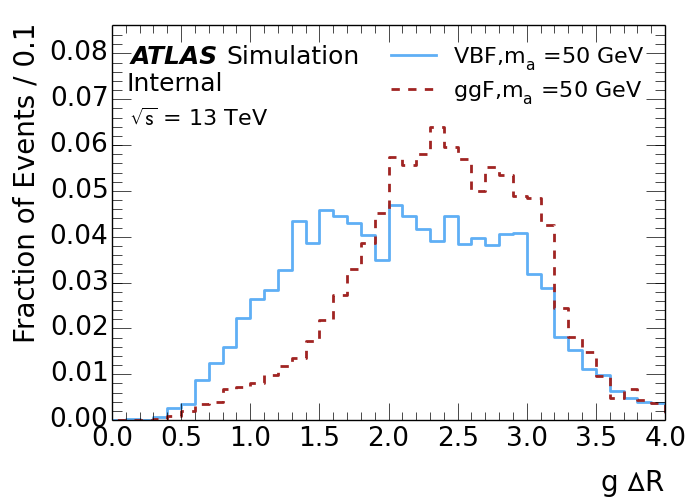 ATLAS Simulation
Internal
√s = 13 TeV
VBF,mₐ =50 GeV
ggF,mₐ =50 GeV
Fraction of Events / 0.1
0.08
0.07
0.06
0.05
0.04
0.03
0.02
0.01
0.00
0.0 0.5 1.0 1.5 2.0 2.5 3.0 3.5 4.0
g ΔR